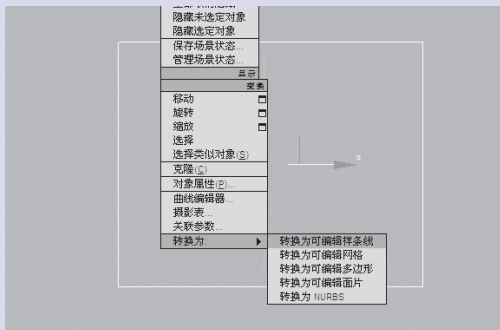 隐藏未选定对象
隐藏选定对象
保存场景状态...
管理场景状态...
显示
变换
移动
旋转
缩放
选择
选择类似对象(S)
克隆(C)
对象属性(P)...
曲线编辑器...
摄影表...
关联参数...
转换为:
转换为可编辑样条线
转换为可编辑网格
转换为可编辑多边形
转换为可编辑面片
转换为 NURBS
x